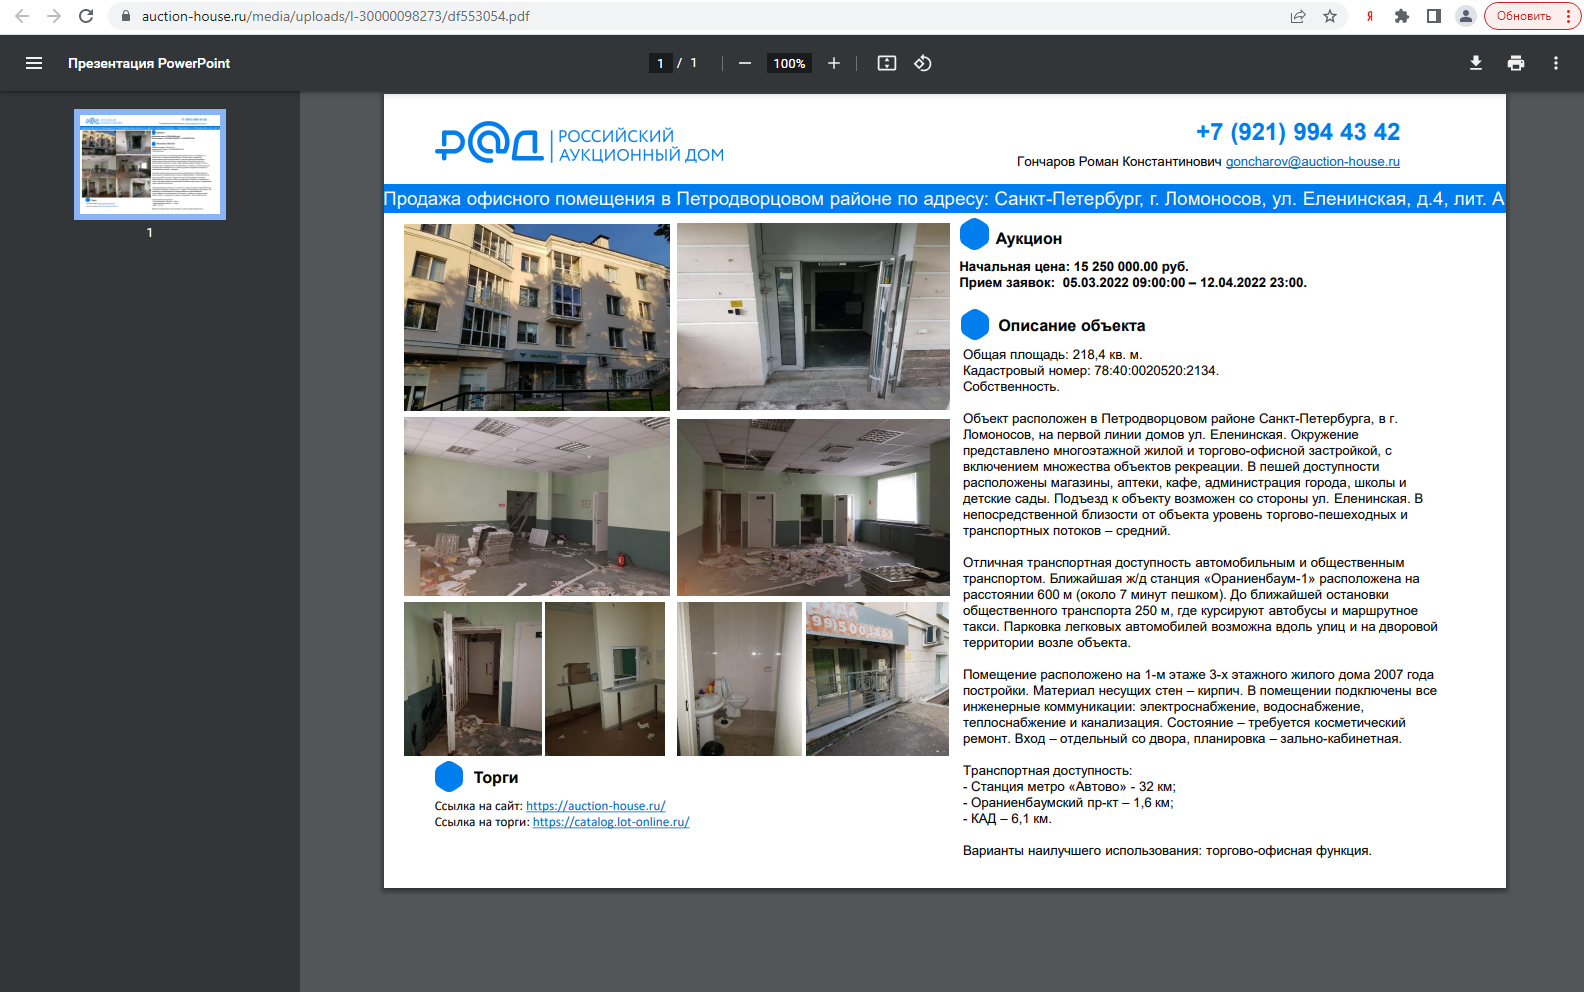 auction-house.ru/media/uploads/l-30000098273/df553054.pdf
Я
Обновить
Презентация PowerPoint
1 / 1
100%
1
РАД
РОССИЙСКИЙ
АУКЦИОННЫЙ ДОМ
+7 (921) 994 43 42
Гончаров Роман Константинович goncharov@auction-house.ru
Продажа офисного помещения в Петродворцовом районе по адресу: Санкт-Петербург, г. Ломоносов, ул. Еленинская, д.4, лит. А
Аукцион
Начальная цена: 15 250 000.00 руб.
Прием заявок: 05.03.2022 09:00:00 – 12.04.2022 23:00.
Описание объекта
Общая площадь: 218,4 кв. м.
Кадастровый номер: 78:40:0020520:2134.
Собственность.
Объект расположен в Петродворцовом районе Санкт-Петербурга, в г.
Ломоносов, на первой линии домов ул. Еленинская. Окружение
представлено многоэтажной жилой и торгово-офисной застройкой, с
включением множества объектов рекреации. В пешей доступности
расположены магазины, аптеки, кафе, администрация города, школы и
детские сады. Подъезд к объекту возможен со стороны ул. Еленинская. В
непосредственной близости от объекта уровень торгово-пешеходных и
транспортных потоков – средний.
Отличная транспортная доступность автомобильным и общественным
транспортом. Ближайшая ж/д станция «Ораниенбаум-1» расположена на
расстоянии 600 м (около 7 минут пешком). До ближайшей остановки
общественного транспорта 250 м, где курсируют автобусы и маршрутное
такси. Парковка легковых автомобилей возможна вдоль улиц и на дворовой
территории возле объекта.
Помещение расположено на 1-м этаже 3-х этажного жилого дома 2007 года
постройки. Материал несущих стен – кирпич. В помещении подключены все
инженерные коммуникации: электроснабжение, водоснабжение,
теплоснабжение и канализация. Состояние – требуется косметический
ремонт. Вход – отдельный со двора, планировка – зально-кабинетная.
Транспортная доступность:
- Станция метро «Автово» - 32 км;
- Ораниенбаумский пр-кт – 1,6 км;
- КАД – 6,1 км.
Варианты наилучшего использования: торгово-офисная функция.
Торги
Ссылка на сайт: https://auction-house.ru/
Ссылка на торги: https://catalog.lot-online.ru/